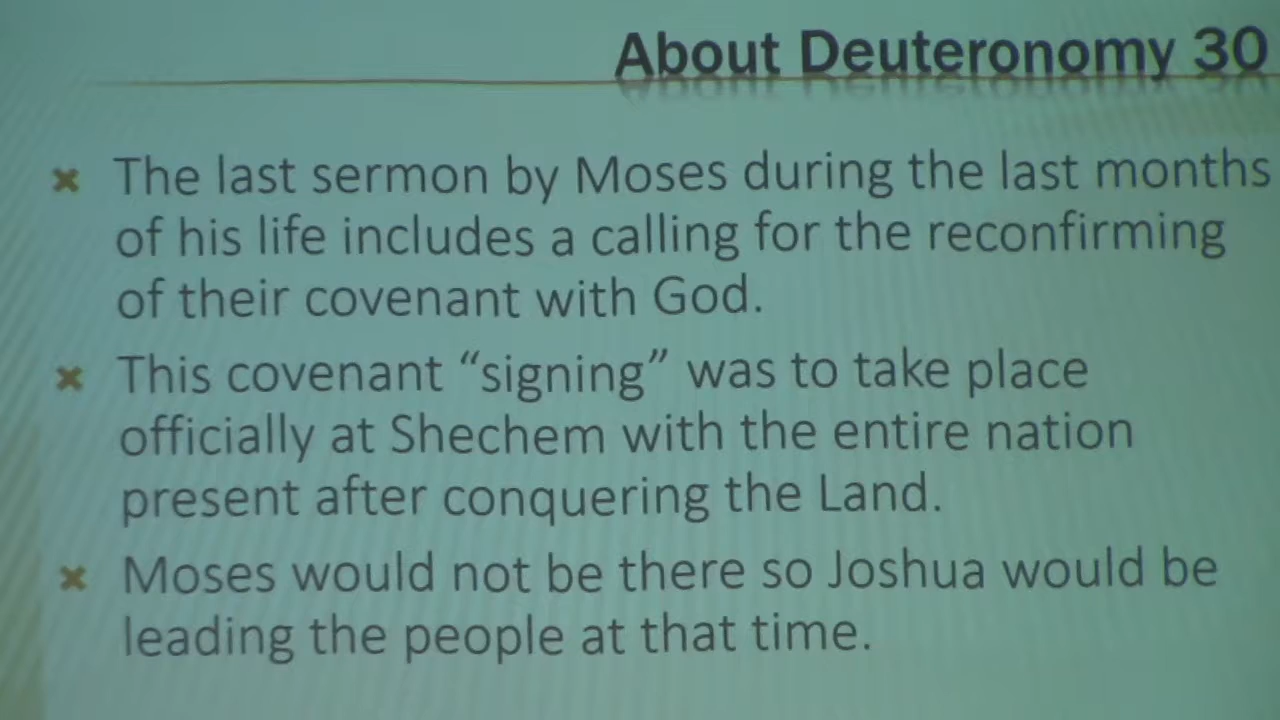 About Deuteronomy 30
The last sermon by Moses during the last months
of his life includes a calling for the reconfirming
of their covenant with God.
This covenant “signing” was to take place
officially at Shechem with the entire nation
present after conquering the Land.
Moses would not be there so Joshua would be
leading the people at that time.